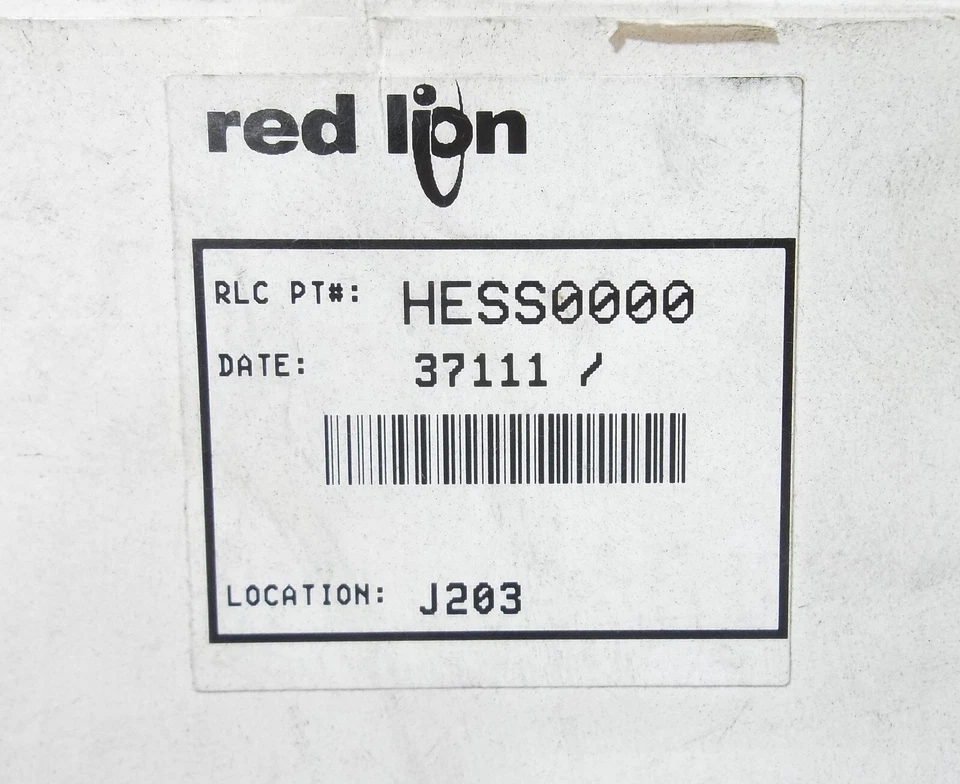 red lion
RLC PT#: HESS0000
DATE: 37111 /
LOCATION: J203